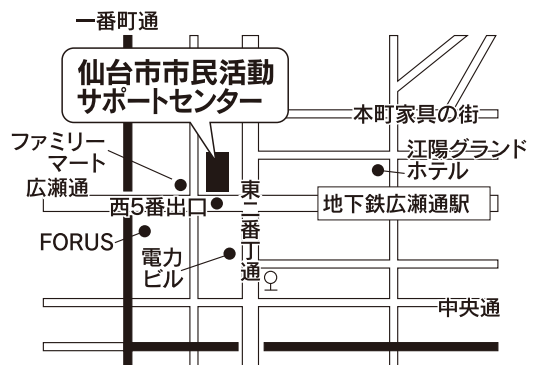 一番町通
仙台市市民活動
サポートセンター
本町家具の街
ファミリー
マート
江陽グランド
ホテル
広瀬通
西5番出口
東二番丁通
地下鉄広瀬通駅
FORUS
電力
ビル
中央通